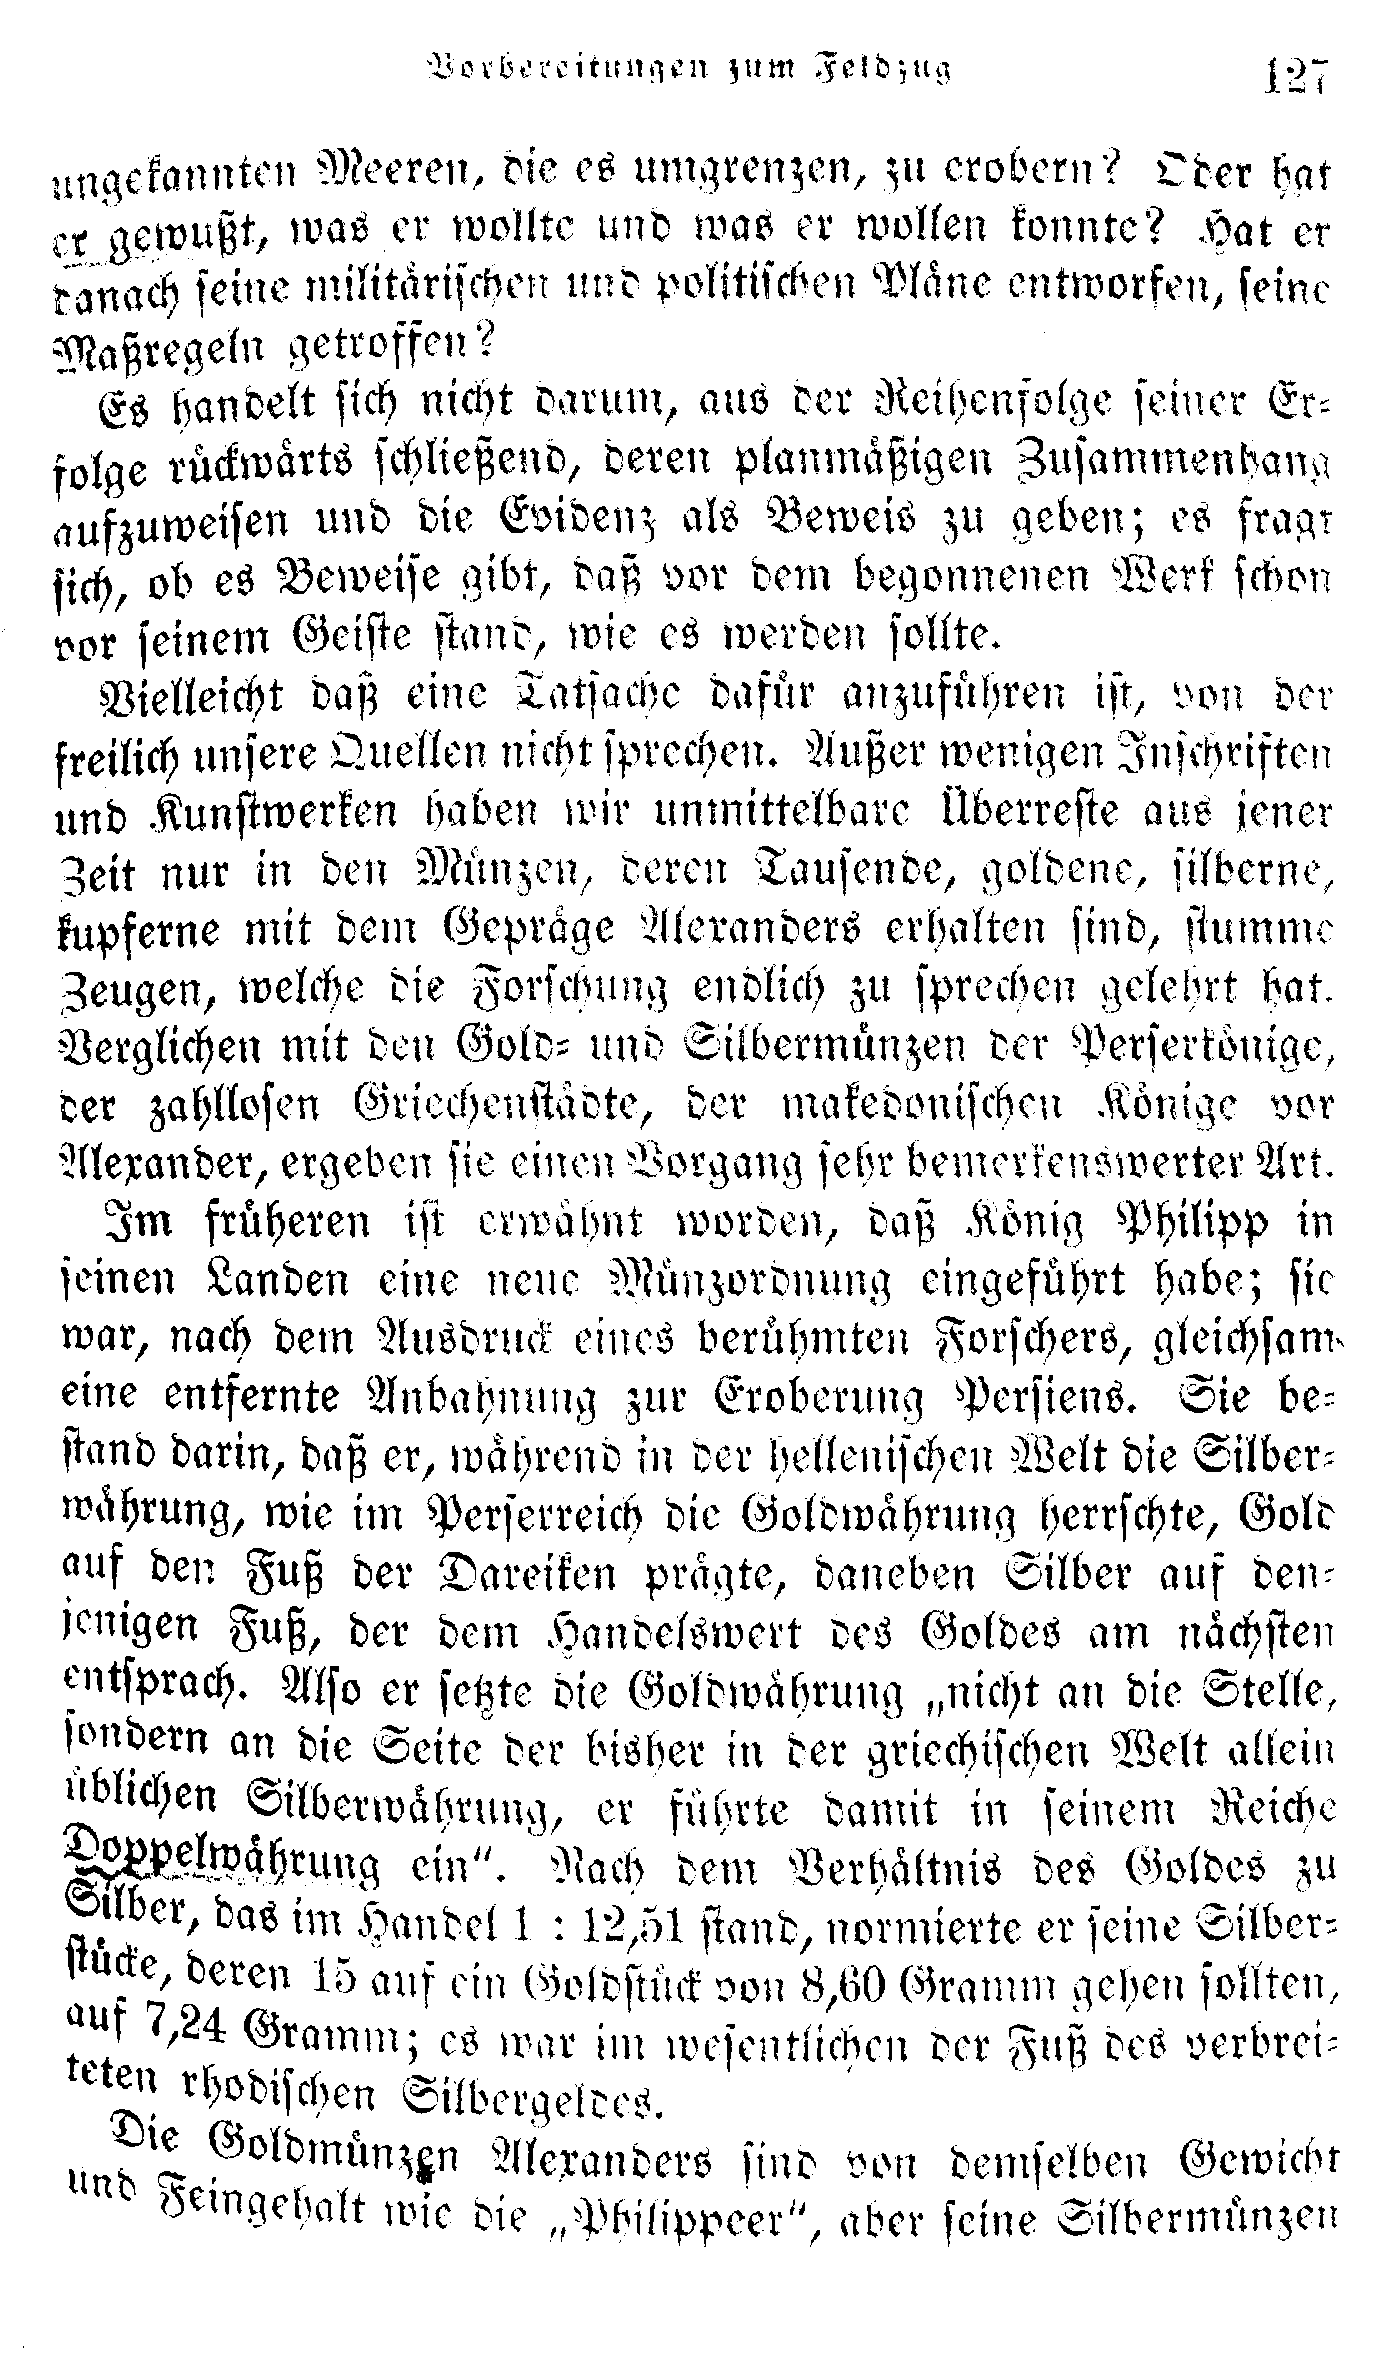 Vorbereitungen zum Feldzug 127
ungekannten Meeren, die es umgrenzen, zu erobern? Oder hat
er gewußt, was er wollte und was er wollen konnte? Hat er
danach seine militärischen und politischen Pläne entworfen, seine
Maßregeln getroffen?
Es handelt sich nicht darum, aus der Reihenfolge seiner Er-
folge rückwärts schließend, deren planmäßigen Zusammenhang
aufzuweisen und die Evidenz als Beweis zu geben; es fragt
sich, ob es Beweise gibt, daß vor dem begonnenen Werk schon
vor seinem Geiste stand, wie es werden sollte.
Vielleicht daß eine Tatsache dafür anzuführen ist, von der
freilich unsere Quellen nicht sprechen. Außer wenigen Inschriften
und Kunstwerken haben wir unmittelbare Überreste aus jener
Zeit nur in den Münzen, deren Tausende, goldene, silberne,
kupferne mit dem Gepräge Alexanders erhalten sind, stumme
Zeugen, welche die Forschung endlich zu sprechen gelehrt hat.
Verglichen mit den Gold- und Silbermünzen der Perserkönige,
der zahllosen Griechenstädte, der makedonischen Könige vor
Alexander, ergeben sie einen Vorgang sehr bemerkenswerter Art.
Im früheren ist erwähnt worden, daß König Philipp in
seinen Landen eine neue Münzordnung eingeführt habe; sie
war, nach dem Ausdruck eines berühmten Forschers, gleichsam
eine entfernte Anbahnung zur Eroberung Persiens. Sie be-
stand darin, daß er, während in der hellenischen Welt die Silber-
währung, wie im Perserreich die Goldwährung herrschte, Gold
auf den Fuß der Dareiken prägte, daneben Silber auf den-
jenigen Fuß, der dem Handelswert des Goldes am nächsten
entsprach. Also er setzte die Goldwährung „nicht an die Stelle,
sondern an die Seite der bisher in der griechischen Welt allein
üblichen Silberwährung, er führte damit in seinem Reiche
Doppelwährung ein“. Nach dem Verhältnis des Goldes zu
Silber, das im Handel 1 : 12,51 stand, normierte er seine Silber-
stücke, deren 15 auf ein Goldstück von 8,60 Gramm gehen sollten,
auf 7,24 Gramm; es war im wesentlichen der Fuß des verbrei-
teten rhodischen Silbergeldes.
Die Goldmünzen Alexanders sind von demselben Gewicht
und Feingehalt wie die „Philippeer“, aber seine Silbermünzen